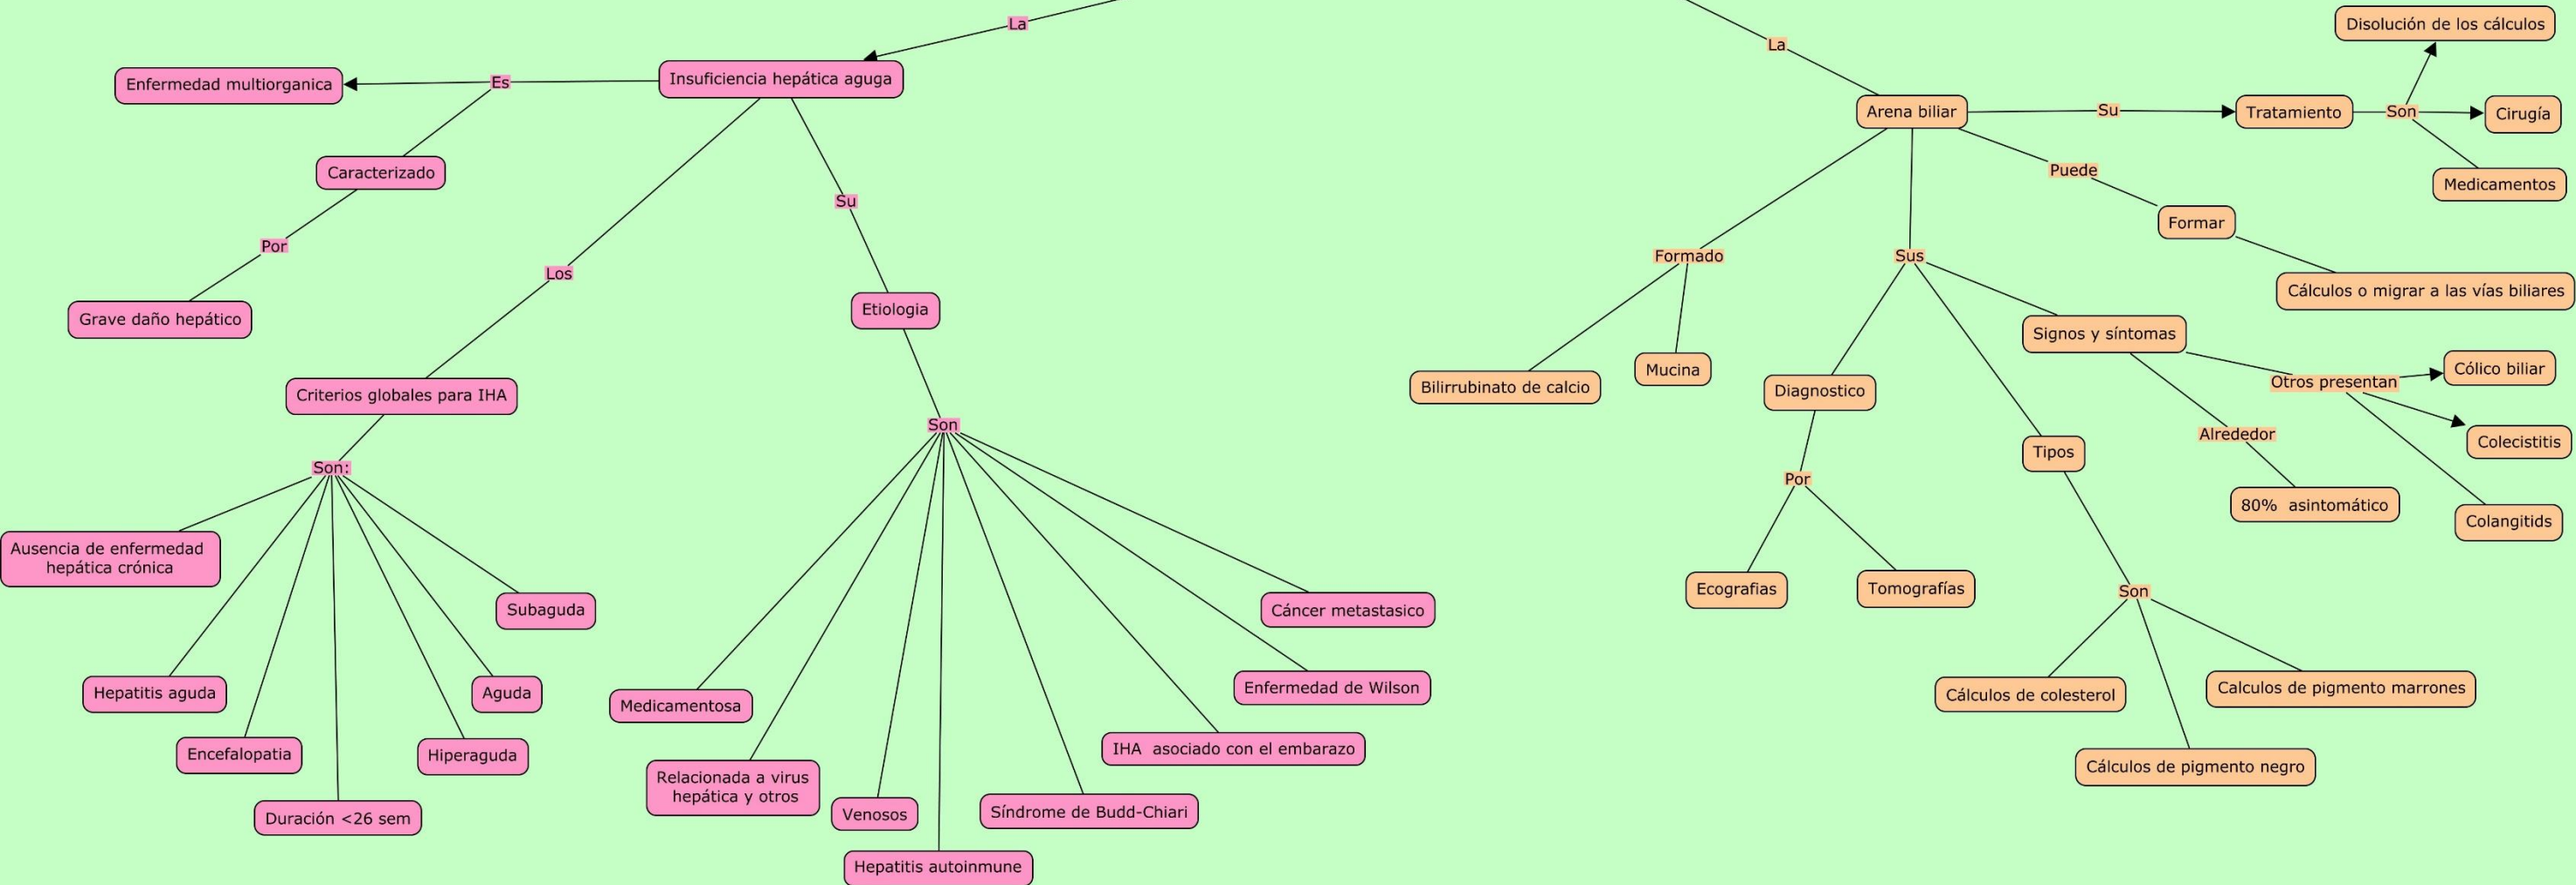 La
Insuficiencia hepática aguga
Es
Enfermedad multiorganica
Caracterizado
Por
Grave daño hepático
Los
Criterios globales para IHA
Son:
Ausencia de enfermedad
hepática crónica
Hepatitis aguda
Encefalopatia
Duración <26 sem
Hiperaguda
Aguda
Subaguda
Su
Etiologia
Son
Medicamentosa
Relacionada a virus
hepática y otros
Venosos
Hepatitis autoinmune
Síndrome de Budd-Chiari
IHA  asociado con el embarazo
Enfermedad de Wilson
Cáncer metastasico
La
Arena biliar
Su
Tratamiento
Son
Disolución de los cálculos
Cirugía
Medicamentos
Puede
Formar
Cálculos o migrar a las vías biliares
Formado
Bilirrubinato de calcio
Mucina
Sus
Diagnostico
Por
Ecografias
Tomografías
Tipos
Son
Cálculos de colesterol
Cálculos de pigmento negro
Calculos de pigmento marrones
Signos y síntomas
Alrededor
80%  asintomático
Otros presentan
Cólico biliar
Colecistitis
Colangitids